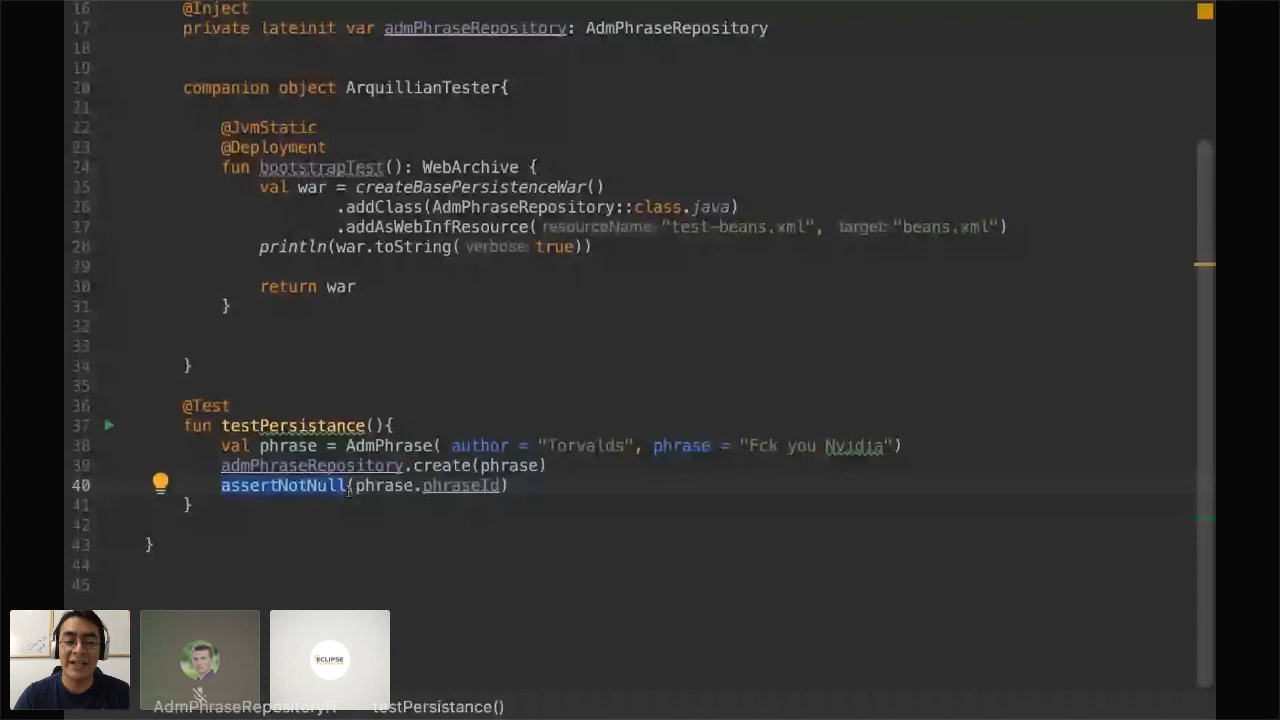 16 @Inject
17 private lateinit var admPhraseRepository: AdmPhraseRepository
18
19
20 companion object ArquillianTester{
21
22 @JvmStatic
23 @Deployment
24 fun bootstrapTest(): WebArchive {
25 val war = createBasePersistenceWar()
26 .addClass(AdmPhraseRepository::class.java)
27 .addAsWebInfResource( resourceName: "test-beans.xml", target: "beans.xml")
28 println(war.toString( verbose: true))
29
30 return war
31 }
32
33
34 }
35
36 @Test
37 fun testPersistance(){
38 val phrase = AdmPhrase( author = "Torvalds", phrase = "Fck you Nvidia")
39 admPhraseRepository.create(phrase)
40 assertNotNull(phrase.phraseId)
41 }
42
43 }
44
45
ECLIPSE
testPersistance()